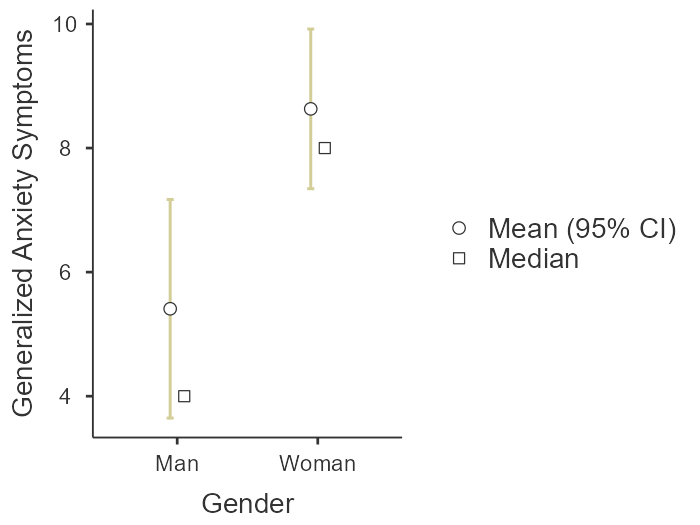 Generalized Anxiety Symptoms
10
8
6
4
Man
Woman
Gender
Mean (95% CI)
Median